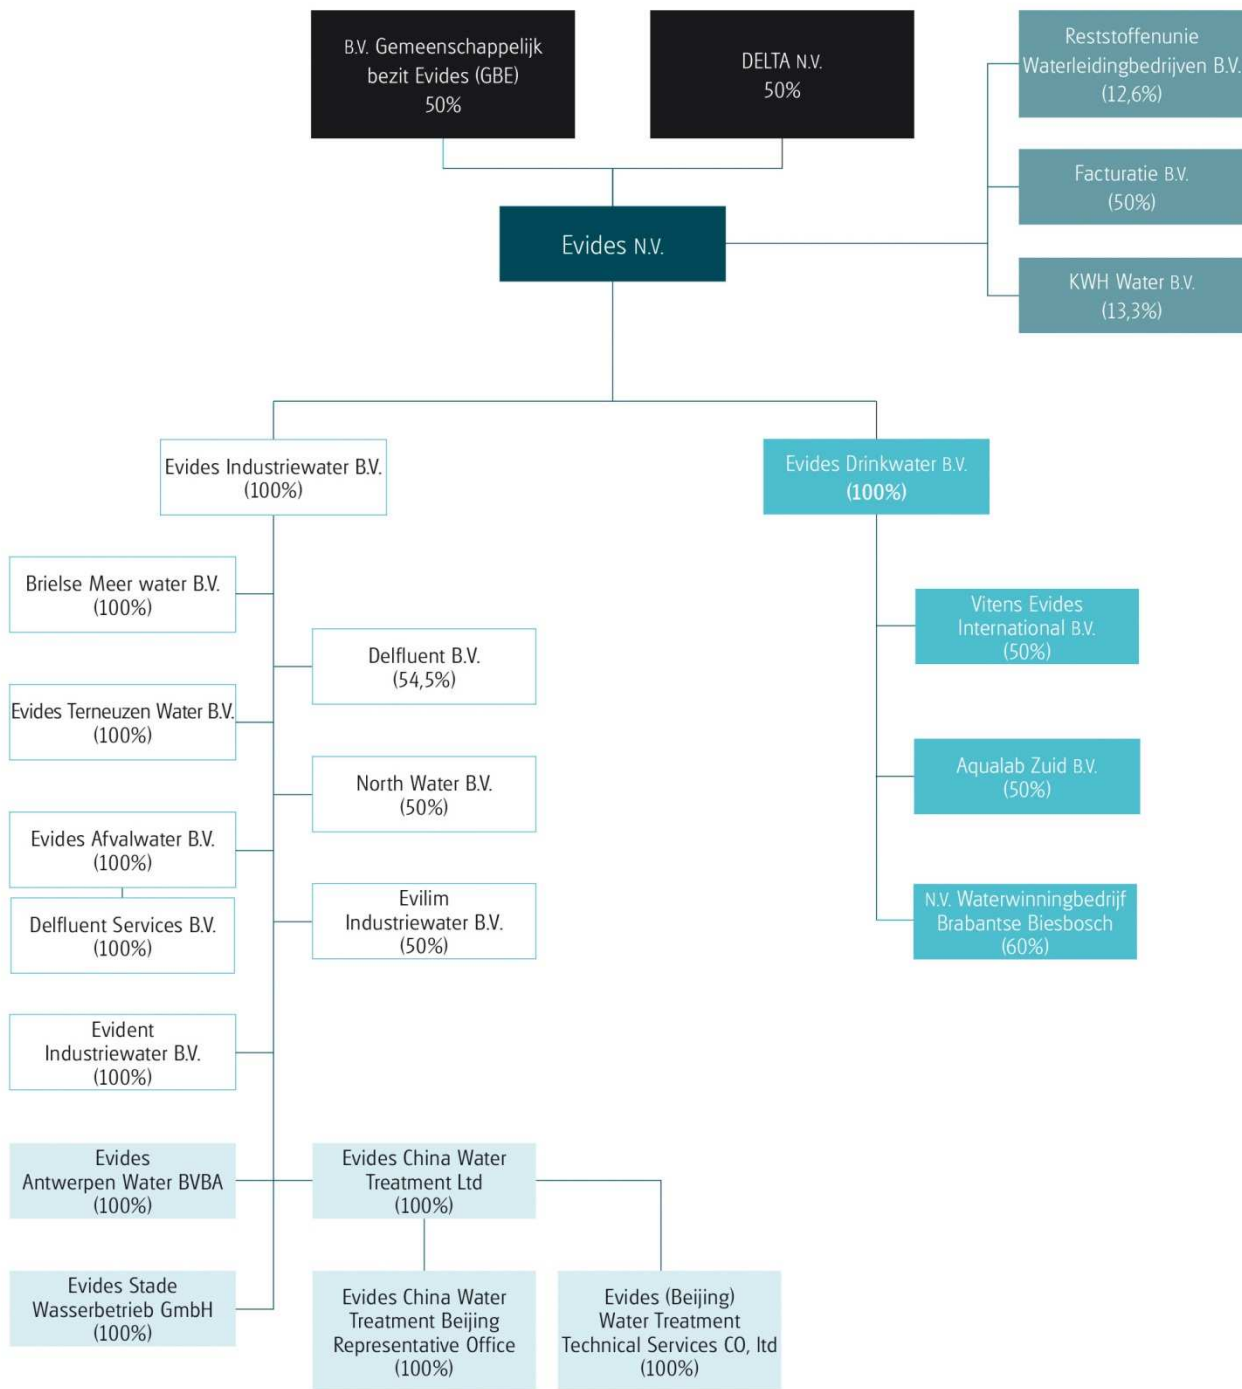 B.V. Gemeenschappelijk
bezit Evides (GBE)
50%
DELTA N.V.
50%
Reststoffenunie
Waterleidingbedrijven B.V.
(12,6%)
Facturatie B.V.
(50%)
Evides N.V.
KWH Water B.V.
(13,3%)
Evides Industriewater B.V.
(100%)
Evides Drinkwater B.V.
(100%)
Brielse Meer water B.V.
(100%)
Vitens Evides
International B.V.
(50%)
Delfluent B.V.
(54,5%)
Evides Terneuzen Water B.V.
(100%)
Aqualab Zuid B.V.
(50%)
North Water B.V.
(50%)
Evides Afvalwater B.V.
(100%)
Evilim
Industriewater B.V.
(50%)
N.V. Waterwinningbedrijf
Brabantse Biesbosch
(60%)
Delfluent Services B.V.
(100%)
Evident
Industriewater B.V.
(100%)
Evides
Antwerpen Water BVBA
(100%)
Evides China Water
Treatment Ltd
(100%)
Evides Stade
Wasserbetrieb GmbH
(100%)
Evides China Water
Treatment Beijing
Representative Office
(100%)
Evides (Beijing)
Water Treatment
Technical Services CO, ltd
(100%)